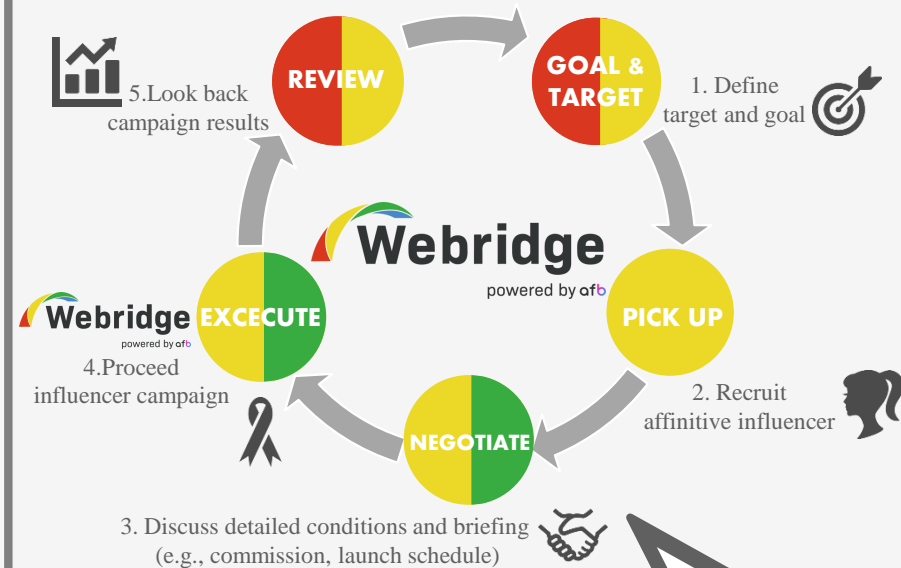 REVIEW
GOAL &
TARGET
1. Define
target and goal
5.Look back
campaign results
Webridge
powered by afb
PICK UP
2. Recruit
affinitive influencer
NEGOTIATE
3. Discuss detailed conditions and briefing
(e.g., commission, launch schedule)
EXCECUTE
Webridge
powered by afb
4.Proceed
influencer campaign